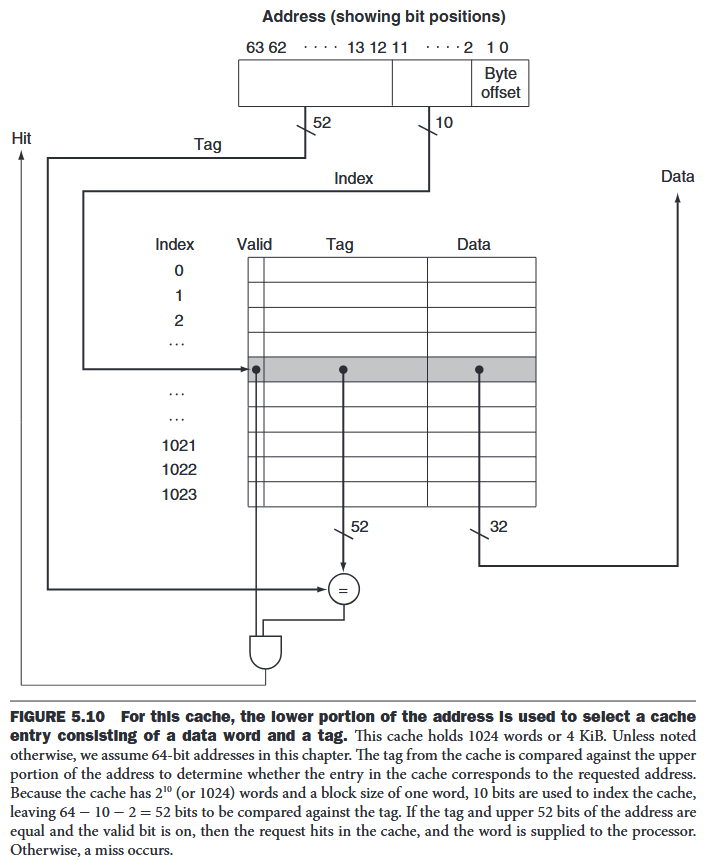 Address (showing bit positions)
63 62 · · · · 13 12 11 · · · · 2 1 0
Byte
offset
52
10
Hit
Tag
Index
Data
Index Valid Tag Data
0
1
2
...
...
...
1021
1022
1023
52
32
=
FIGURE 5.10 For this cache, the lower portion of the address is used to select a cache
entry consisting of a data word and a tag. This cache holds 1024 words or 4 KiB. Unless noted
otherwise, we assume 64-bit addresses in this chapter. The tag from the cache is compared against the upper
portion of the address to determine whether the entry in the cache corresponds to the requested address.
Because the cache has 2¹⁰ (or 1024) words and a block size of one word, 10 bits are used to index the cache,
leaving 64 − 10 − 2 = 52 bits to be compared against the tag. If the tag and upper 52 bits of the address are
equal and the valid bit is on, then the request hits in the cache, and the word is supplied to the processor.
Otherwise, a miss occurs.